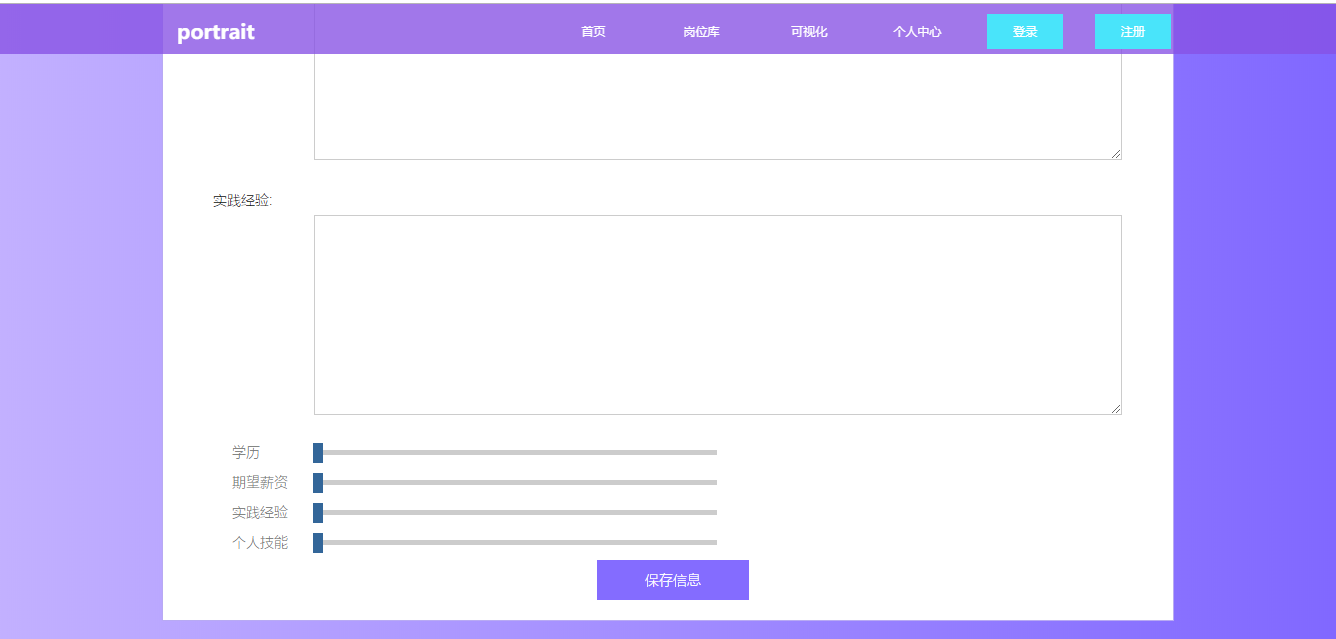 portrait 首页 岗位库 可视化 个人中心 登录 注册
实践经验:
学历
期望薪资
实践经验
个人技能
保存信息